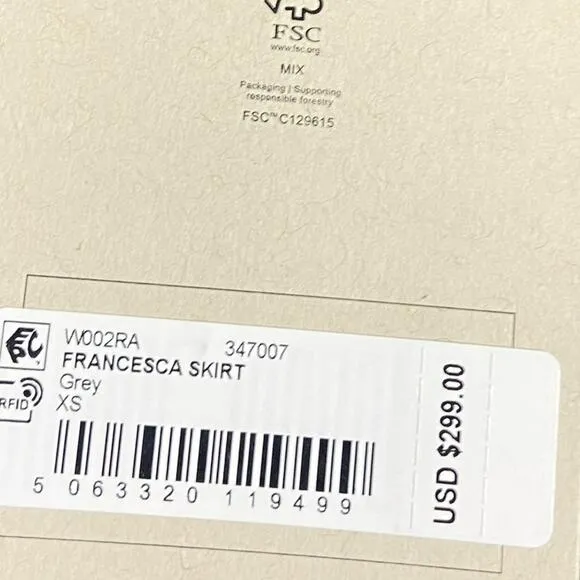 FSC
www.fsc.org
MIX
Packaging | Supporting
responsible forestry
FSC™ C129615
W002RA 347007
FRANCESCA SKIRT
Grey
XS
RFID
5 063320 119499
USD $299.00